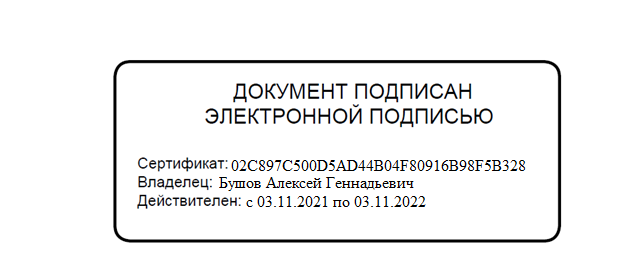 ДОКУМЕНТ ПОДПИСАН
ЭЛЕКТРОННОЙ ПОДПИСЬЮ
Сертификат: 02C897C500D5AD44B04F80916B98F5B328
Владелец: Бушов Алексей Геннадьевич
Действителен: с 03.11.2021 по 03.11.2022